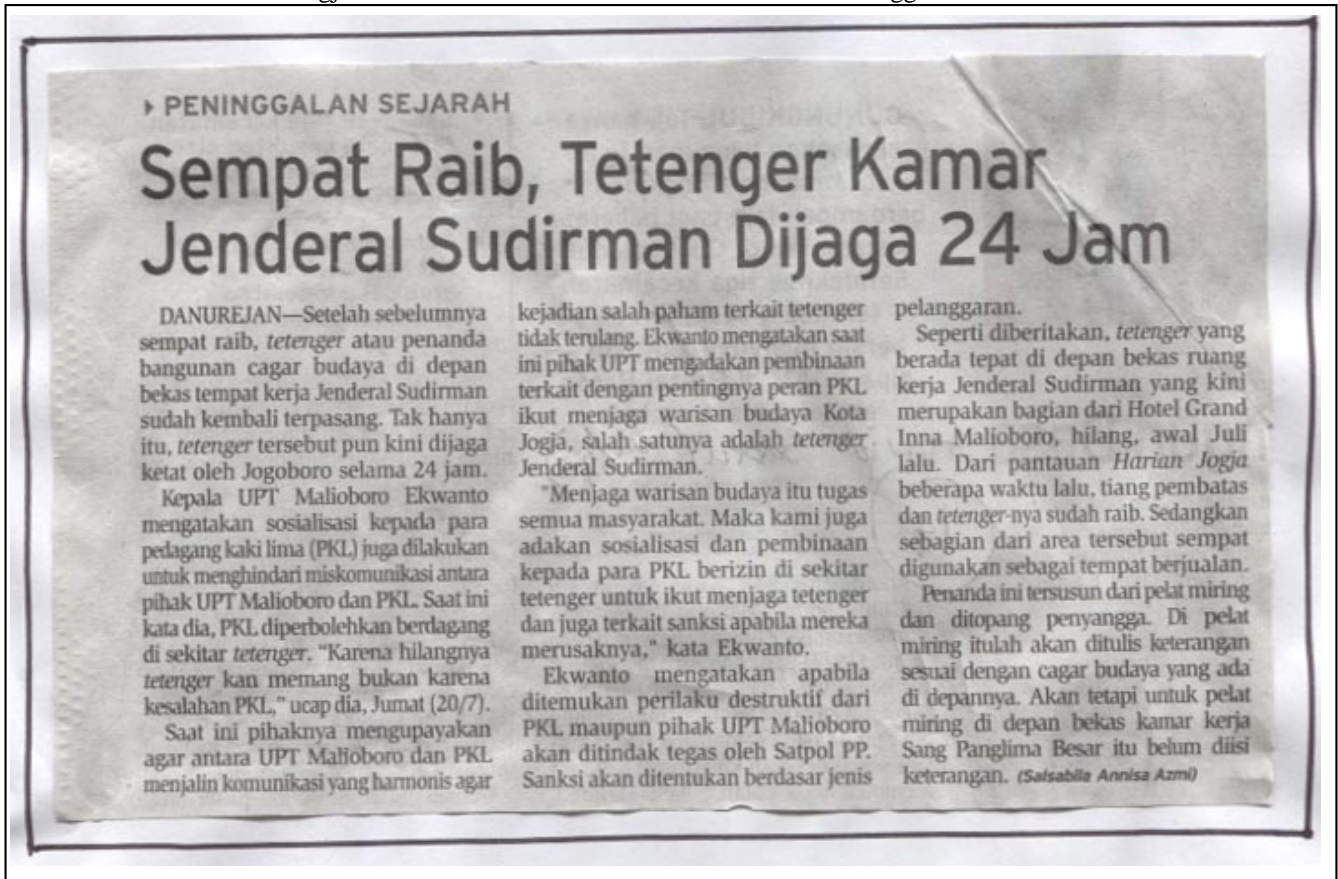 ▸ PENINGGALAN SEJARAH
Sempat Raib, Tetenger Kamar
Jenderal Sudirman Dijaga 24 Jam
DANUREJAN—Setelah sebelumnya
sempat raib, tetenger atau penanda
bangunan cagar budaya di depan
bekas tempat kerja Jenderal Sudirman
sudah kembali terpasang. Tak hanya
itu, tetenger tersebut pun kini dijaga
ketat oleh Jogoboro selama 24 jam.
Kepala UPT Malioboro Ekwanto
mengatakan sosialisasi kepada para
pedagang kaki lima (PKL) juga dilakukan
untuk menghindari miskomunikasi antara
pihak UPT Malioboro dan PKL. Saat ini
kata dia, PKL diperbolehkan berdagang
di sekitar tetenger. "Karena hilangnya
tetenger kan memang bukan karena
kesalahan PKL," ucap dia, Jumat (20/7).
Saat ini pihaknya mengupayakan
agar antara UPT Malioboro dan PKL
menjalin komunikasi yang harmonis agar
kejadian salah paham terkait tetenger
tidak terulang. Ekwanto mengatakan saat
ini pihak UPT mengadakan pembinaan
terkait dengan pentingnya peran PKL
ikut menjaga warisan budaya Kota
Jogja, salah satunya adalah tetenger
Jenderal Sudirman.
"Menjaga warisan budaya itu tugas
semua masyarakat. Maka kami juga
adakan sosialisasi dan pembinaan
kepada para PKL berizin di sekitar
tetenger untuk ikut menjaga tetenger
dan juga terkait sanksi apabila mereka
merusaknya," kata Ekwanto.
Ekwanto mengatakan apabila
ditemukan perilaku destruktif dari
PKL maupun pihak UPT Malioboro
akan ditindak tegas oleh Satpol PP.
Sanksi akan ditentukan berdasar jenis
pelanggaran.
Seperti diberitakan, tetenger yang
berada tepat di depan bekas ruang
kerja Jenderal Sudirman yang kini
merupakan bagian dari Hotel Grand
Inna Malioboro, hilang, awal Juli
lalu. Dari pantauan Harian Jogja
beberapa waktu lalu, tiang pembatas
dan tetenger-nya sudah raib. Sedangkan
sebagian dari area tersebut sempat
digunakan sebagai tempat berjualan.
Penanda ini tersusun dari pelat miring
dan ditopang penyangga. Di pelat
miring itulah akan ditulis keterangan
sesuai dengan cagar budaya yang ada
di depannya. Akan tetapi untuk pelat
miring di depan bekas kamar kerja
Sang Panglima Besar itu belum diisi
keterangan. (Salsabila Annisa Azmi)